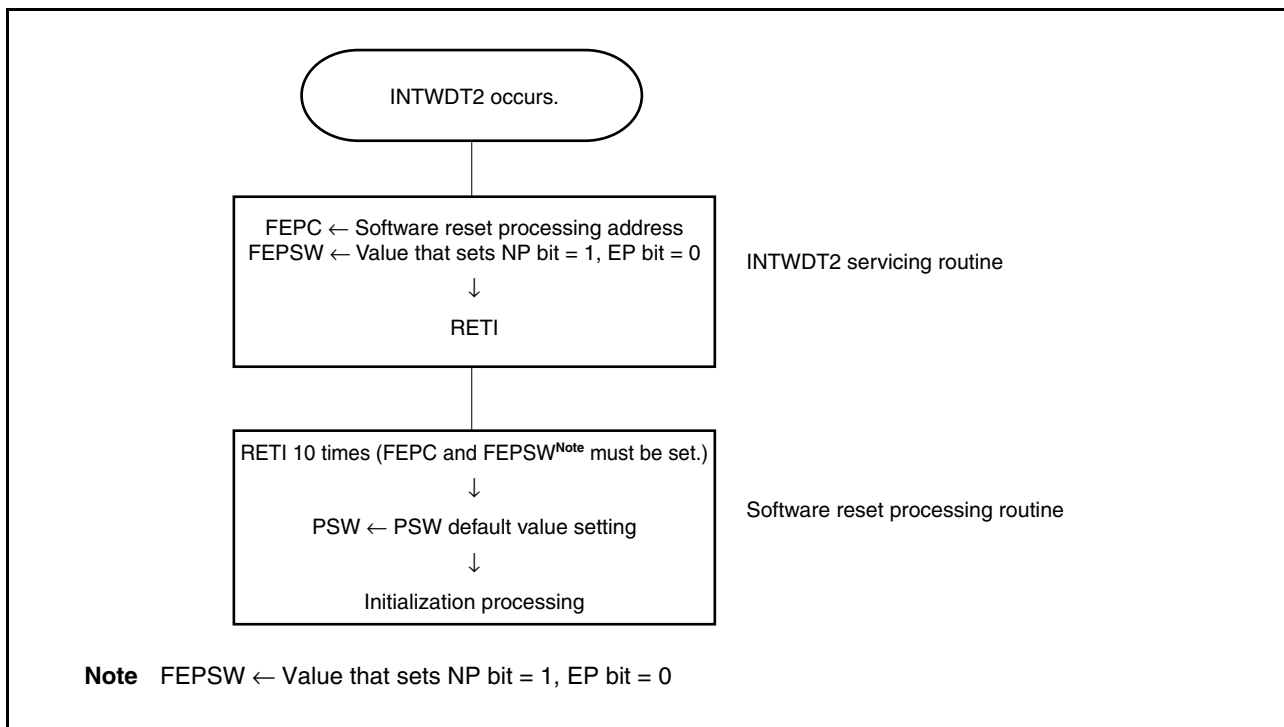 INTWDT2 occurs.
FEPC ← Software reset processing address
FEPSW ← Value that sets NP bit = 1, EP bit = 0
↓
RETI
INTWDT2 servicing routine
RETI 10 times (FEPC and FEPSWNote must be set.)
↓
PSW ← PSW default value setting
↓
Initialization processing
Software reset processing routine
Note FEPSW ← Value that sets NP bit = 1, EP bit = 0